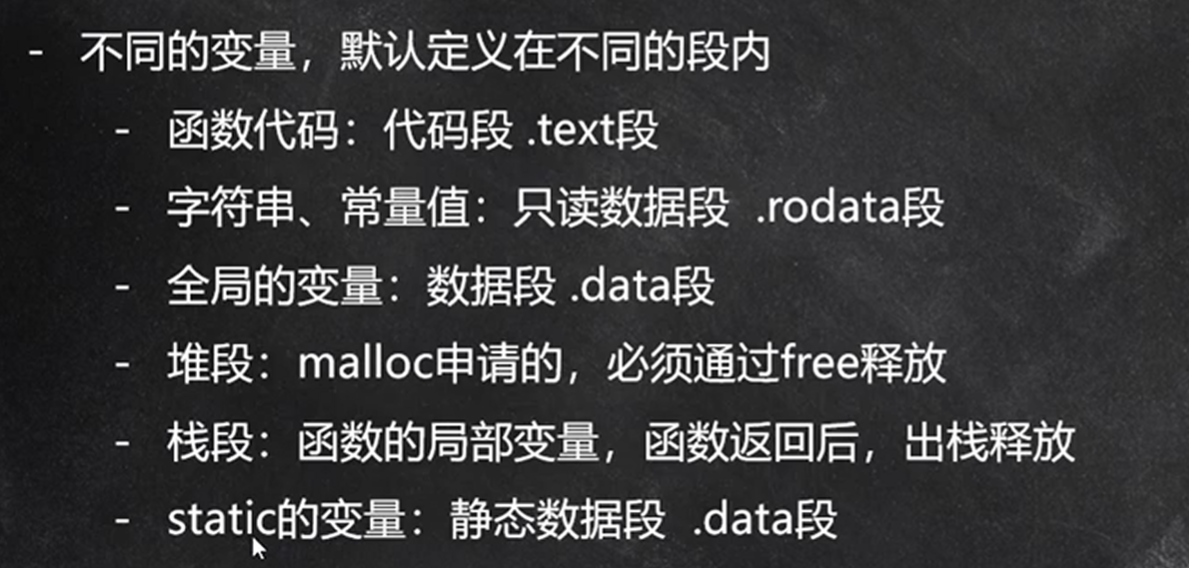 - 不同的变量，默认定义在不同的段内
- 函数代码：代码段 .text段
- 字符串、常量值：只读数据段 .rodata段
- 全局的变量：数据段 .data段
- 堆段：malloc申请的，必须通过free释放
- 栈段：函数的局部变量，函数返回后，出栈释放
- static的变量：静态数据段 .data段